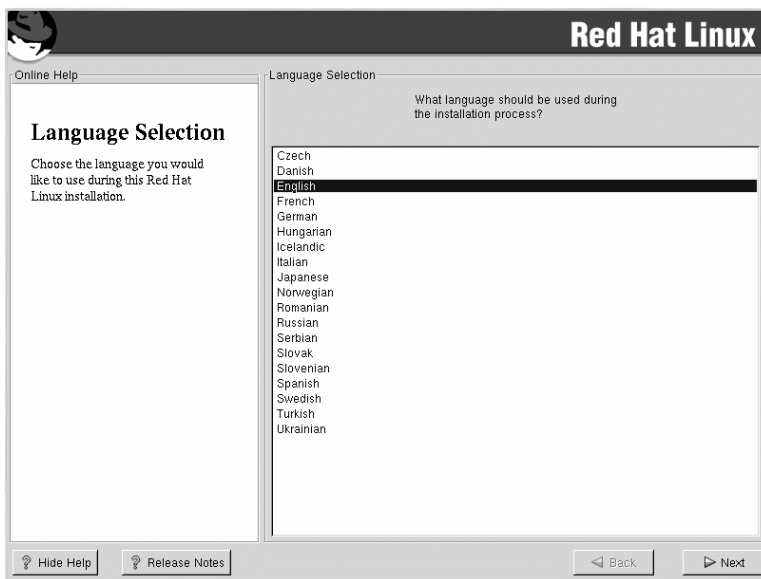 Red Hat Linux
Online Help
Language Selection
Choose the language you would
like to use during this Red Hat
Linux installation.
Language Selection
What language should be used during
the installation process?
Czech
Danish
English
French
German
Hungarian
Icelandic
Italian
Japanese
Norwegian
Romanian
Russian
Serbian
Slovak
Slovenian
Spanish
Swedish
Turkish
Ukrainian
Hide Help
Release Notes
Back
Next